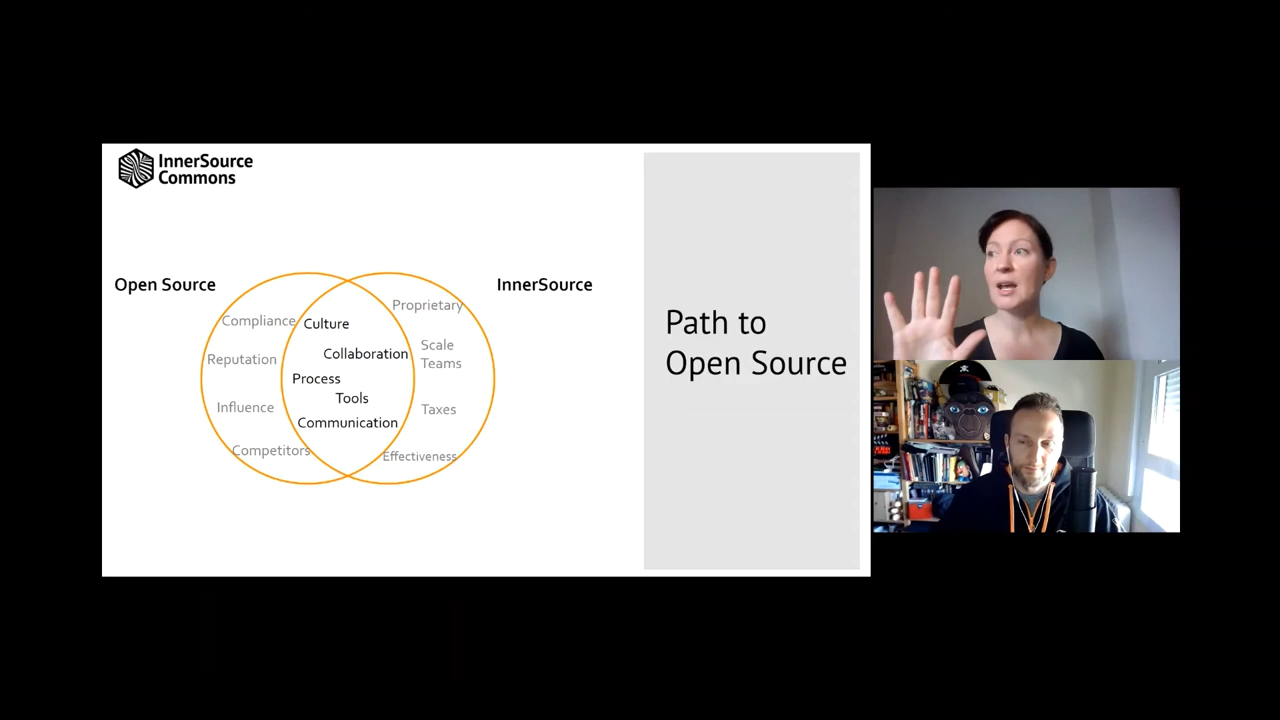 InnerSource
Commons
Open Source
InnerSource
Compliance
Reputation
Influence
Competitors
Culture
Collaboration
Process
Tools
Communication
Proprietary
Scale
Teams
Taxes
Effectiveness
Path to
Open Source